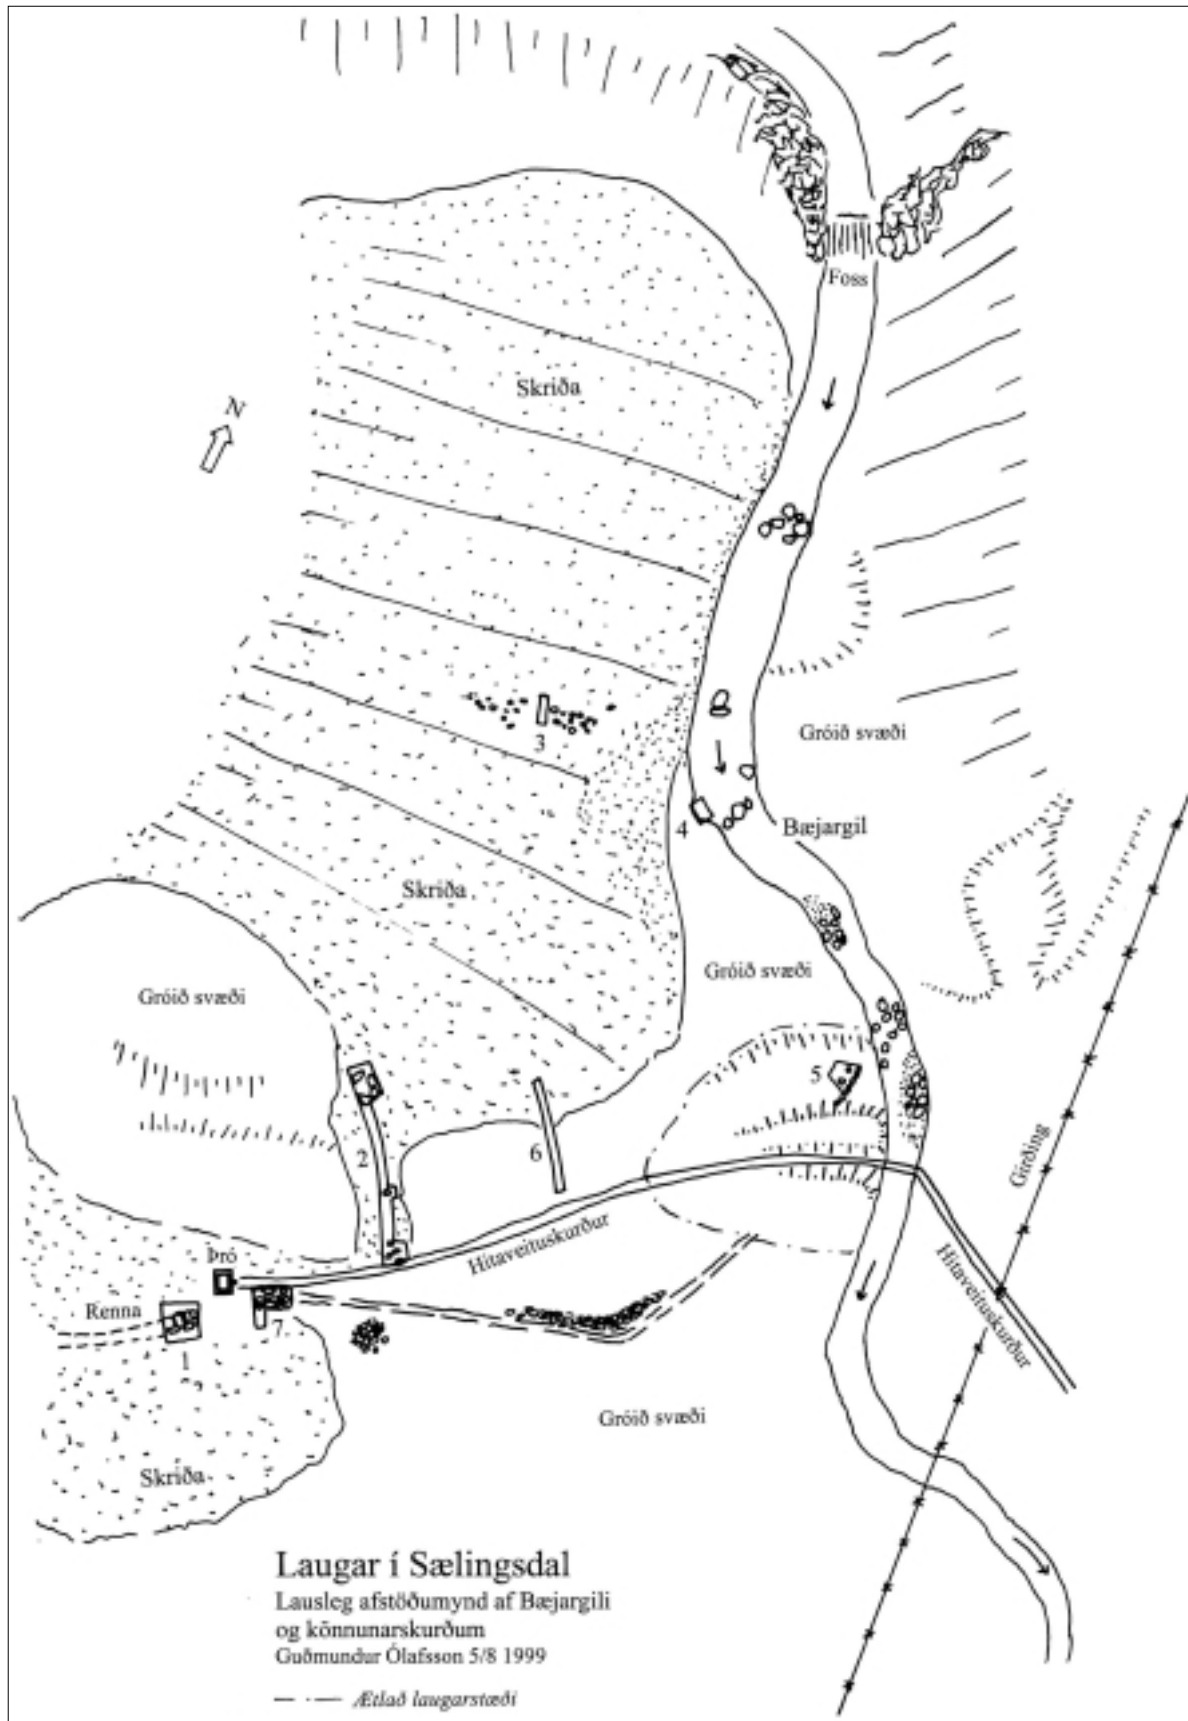 Foss
Skriða
N
3
Gróið svæði
4
Bæjargil
Skriða
Gróið svæði
Gróið svæði
5
2
6
Girðing
Hitaveituskurður
Hitaveituskurður
Þró
Renna
7
1
Gróið svæði
Skriða
Laugar í Sælingsdal
Lausleg afstöðumynd af Bæjargili
og könnunarskurðum
Guðmundur Ólafsson 5/8 1999
Ætlað laugarstæði